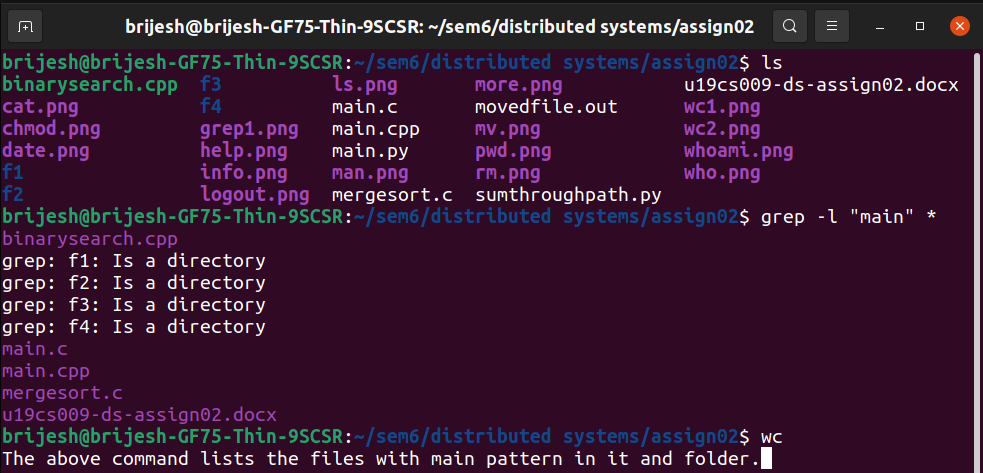 brijesh@brijesh-GF75-Thin-9SCSR: ~/sem6/distributed systems/assign02
brijesh@brijesh-GF75-Thin-9SCSR:~/sem6/distributed systems/assign02$ ls
binarysearch.cpp f3 ls.png more.png u19cs009-ds-assign02.docx
cat.png f4 main.c movedfile.out wc1.png
chmod.png grep1.png main.cpp mv.png wc2.png
date.png help.png main.py pwd.png whoami.png
f1 info.png man.png rm.png who.png
f2 logout.png mergesort.c sumthroughpath.py
brijesh@brijesh-GF75-Thin-9SCSR:~/sem6/distributed systems/assign02$ grep -l "main" *
binarysearch.cpp
grep: f1: Is a directory
grep: f2: Is a directory
grep: f3: Is a directory
grep: f4: Is a directory
main.c
main.cpp
mergesort.c
u19cs009-ds-assign02.docx
brijesh@brijesh-GF75-Thin-9SCSR:~/sem6/distributed systems/assign02$ wc
The above command lists the files with main pattern in it and folder.